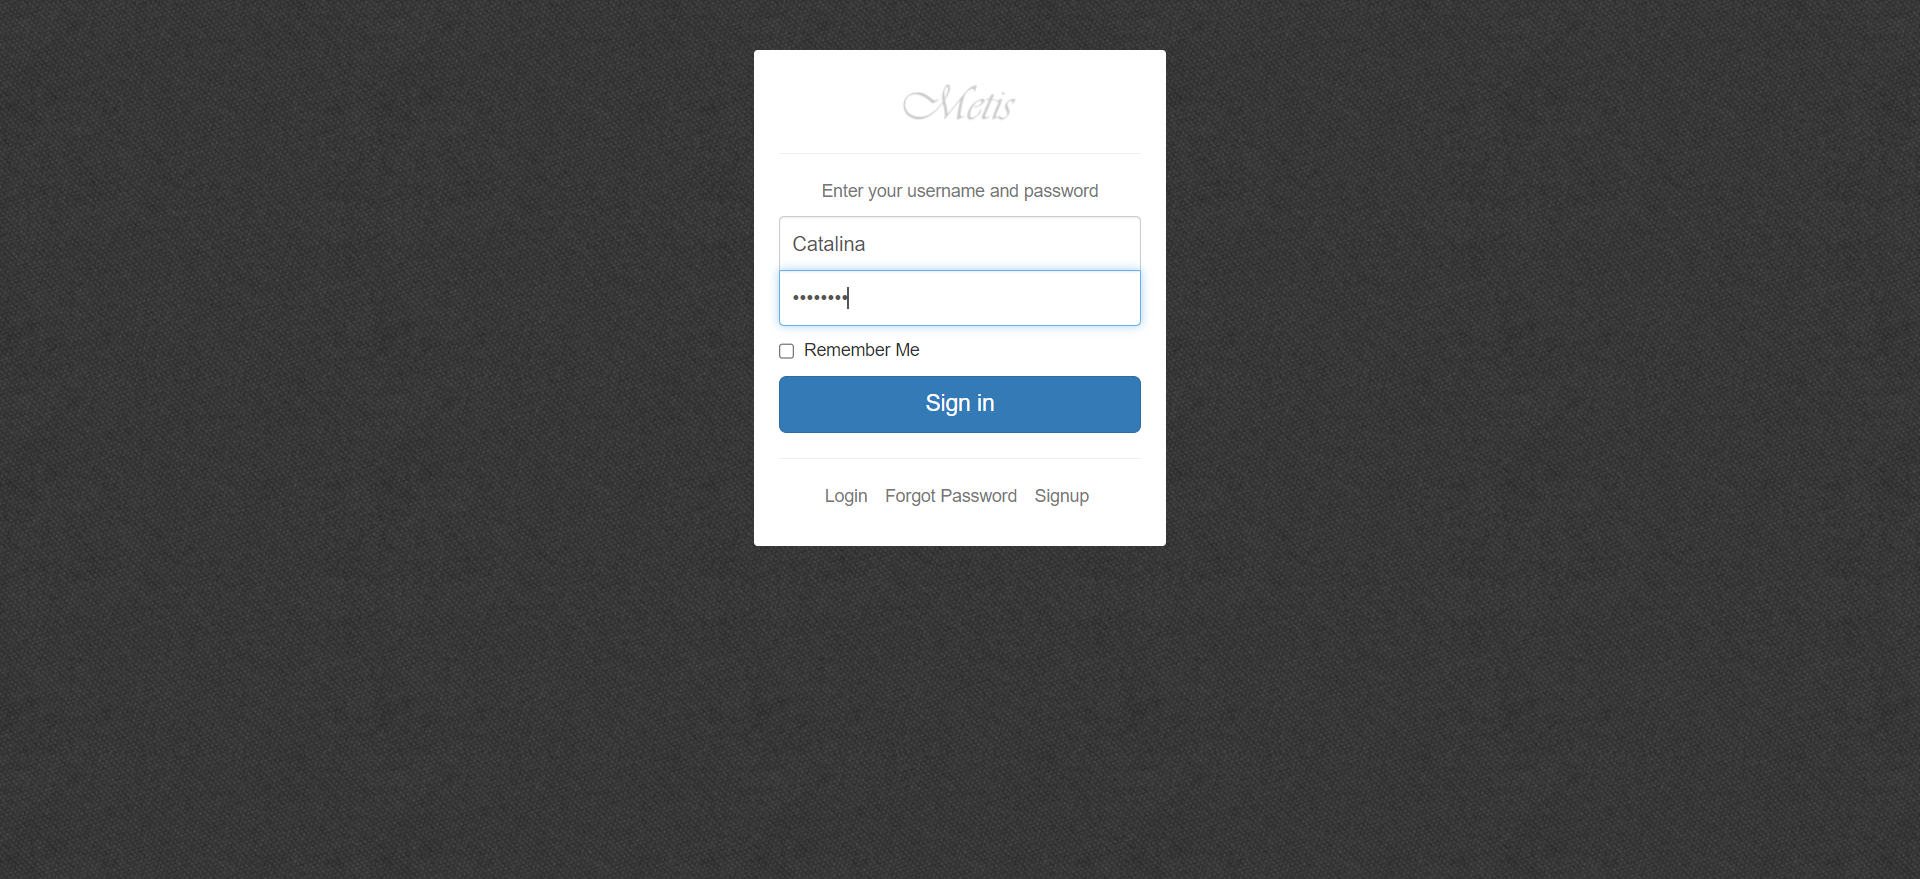 Metis
Enter your username and password
Catalina
••••••••
Remember Me
Sign in
Login Forgot Password Signup